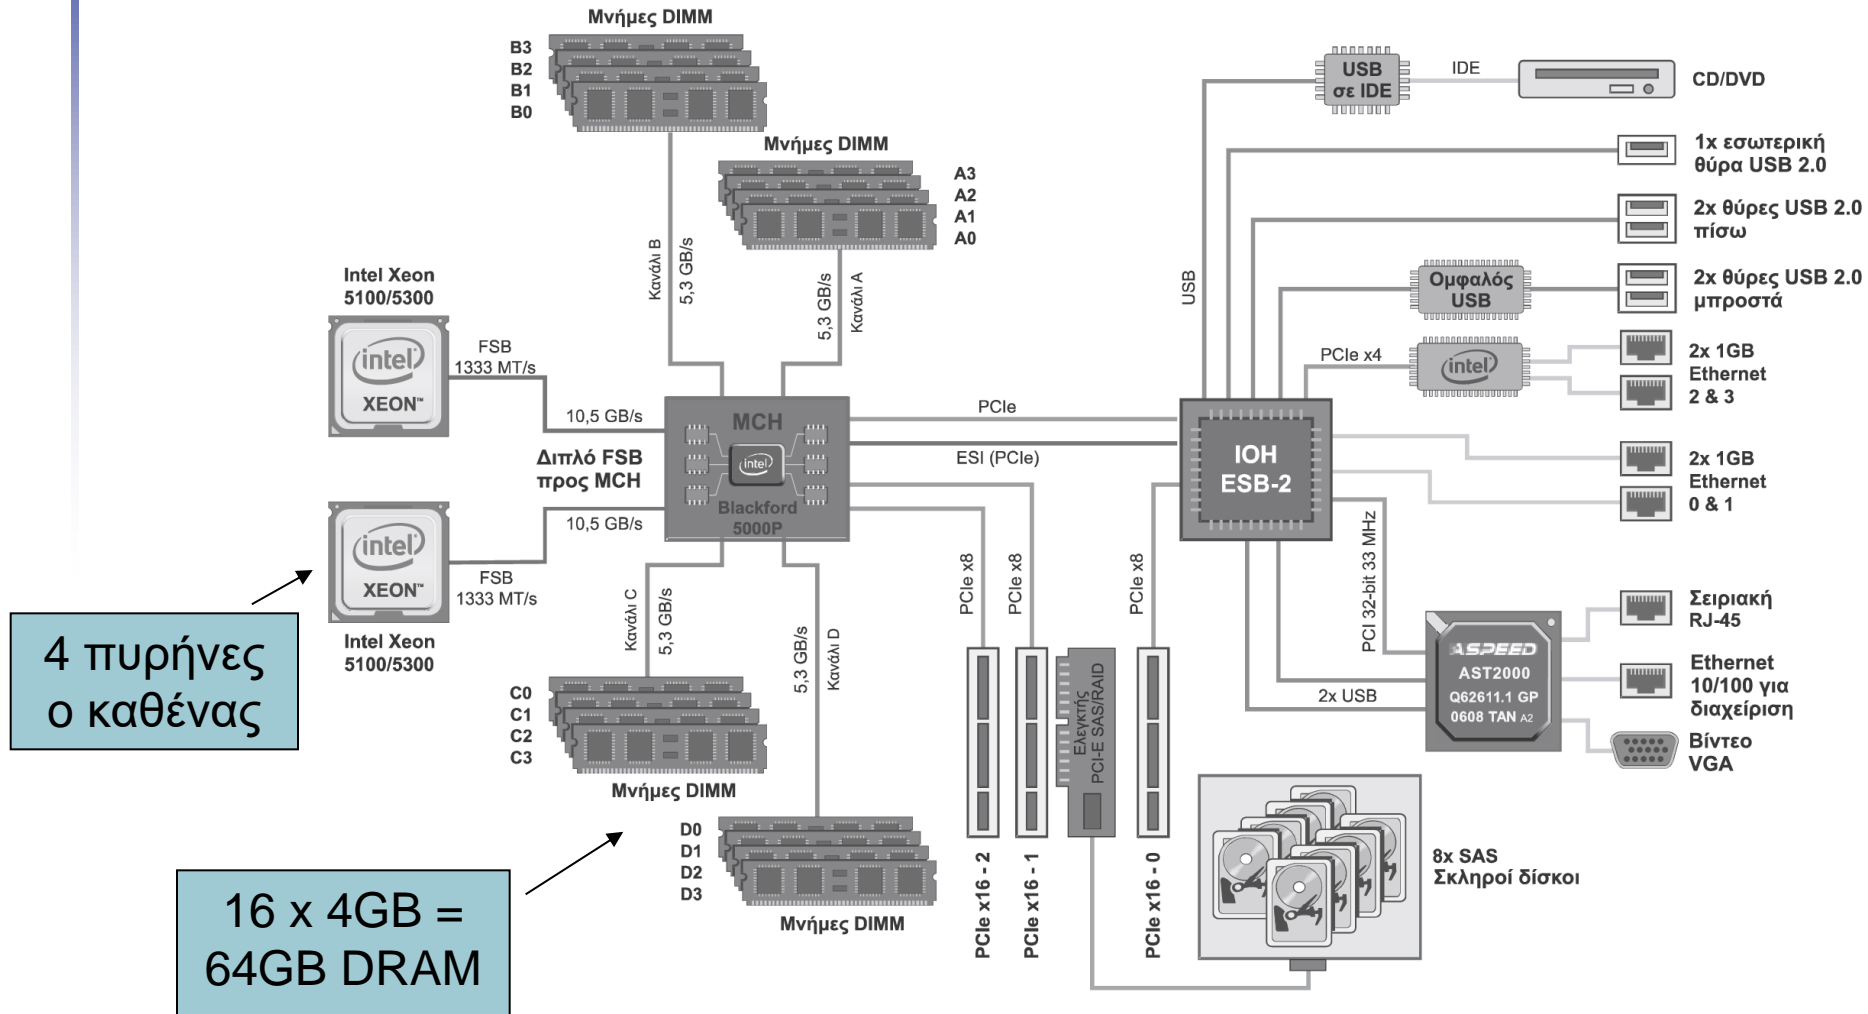 Μνήμες DIMM
B3
B2
B1
B0
Μνήμες DIMM
A3
A2
A1
A0
Κανάλι B
5,3 GB/s
5,3 GB/s
Κανάλι A
Intel Xeon
5100/5300
intel
XEON™
FSB
1333 MT/s
10,5 GB/s
Διπλό FSB
προς MCH
10,5 GB/s
FSB
1333 MT/s
intel
XEON™
Intel Xeon
5100/5300
MCH
intel
Blackford
5000P
4 πυρήνες
ο καθένας
Κανάλι C
5,3 GB/s
5,3 GB/s
Κανάλι D
C0
C1
C2
C3
Μνήμες DIMM
D0
D1
D2
D3
Μνήμες DIMM
16 x 4GB =
64GB DRAM
PCIe
ESI (PCIe)
PCIe x8
PCIe x8
PCIe x8
PCIe x16 - 2
PCIe x16 - 1
Ελεγκτής
PCI-E SAS/RAID
PCIe x16 - 0
IOH
ESB-2
USB
USB
σε IDE
IDE
CD/DVD
1x εσωτερική
θύρα USB 2.0
2x θύρες USB 2.0
πίσω
Ομφαλός
USB
2x θύρες USB 2.0
μπροστά
PCIe x4
intel
2x 1GB
Ethernet
2 & 3
2x 1GB
Ethernet
0 & 1
PCI 32-bit 33 MHz
2x USB
ASPEED
AST2000
Q62611.1 GP
0608 TAN A2
Σειριακή
RJ-45
Ethernet
10/100 για
διαχείριση
Βίντεο
VGA
8x SAS
Σκληροί δίσκοι